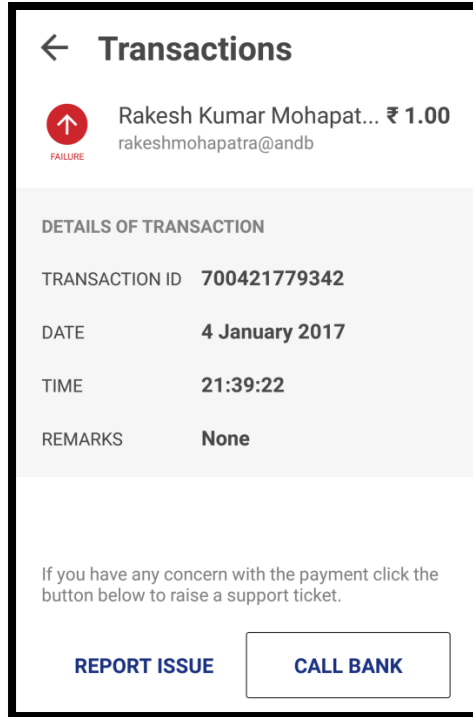 Transactions
Rakesh Kumar Mohapat... ₹ 1.00
rakeshmohapatra@andb
FAILURE
DETAILS OF TRANSACTION
TRANSACTION ID 700421779342
DATE 4 January 2017
TIME 21:39:22
REMARKS None
If you have any concern with the payment click the
button below to raise a support ticket.
REPORT ISSUE CALL BANK